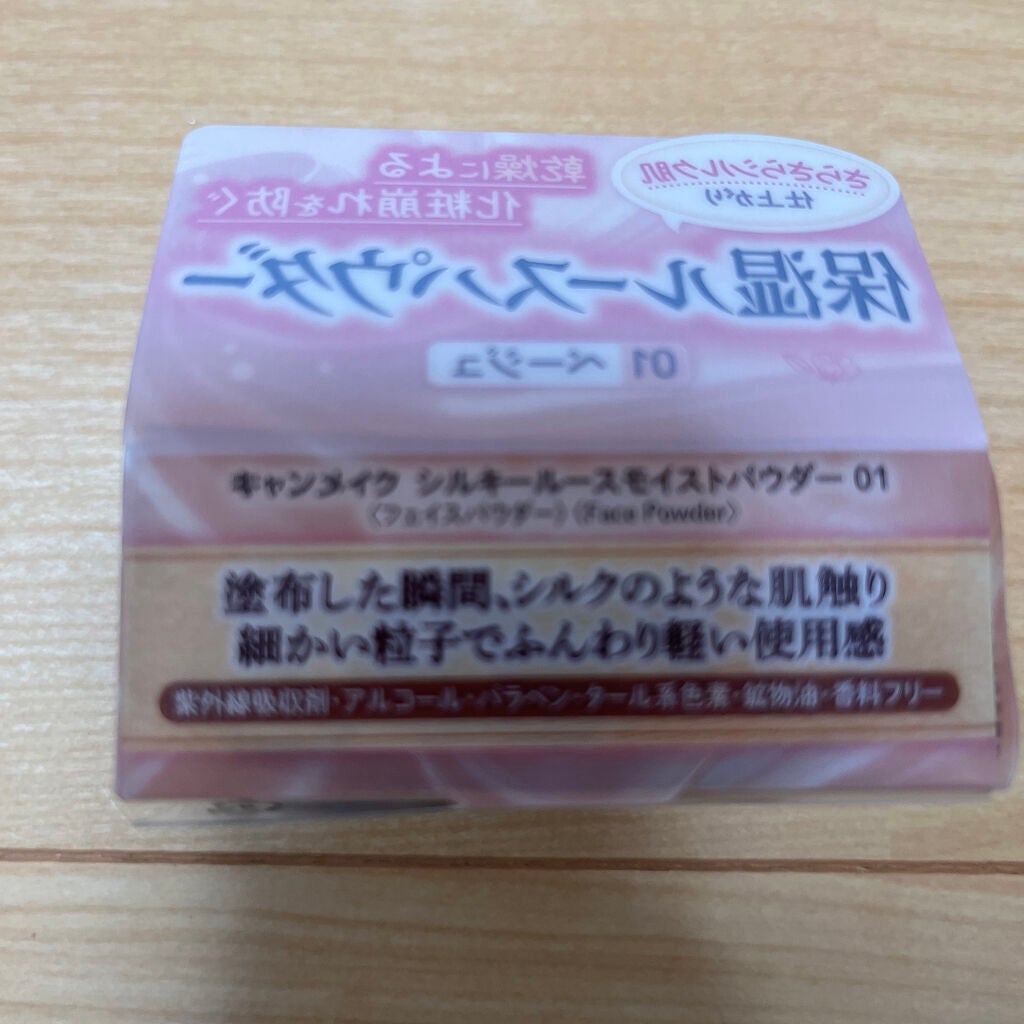 さらさらシルク肌
仕上がり
乾燥による
化粧崩れを防ぐ
保湿ルースパウダー
01 ベージュ
キャンメイク シルキールースモイストパウダー 01
〈フェイスパウダー〉〈Face Powder〉
塗布した瞬間、シルクのような肌触り
細かい粒子でふんわり軽い使用感
紫外線吸収剤・アルコール・パラベン・タール系色素・鉱物油・香料フリー